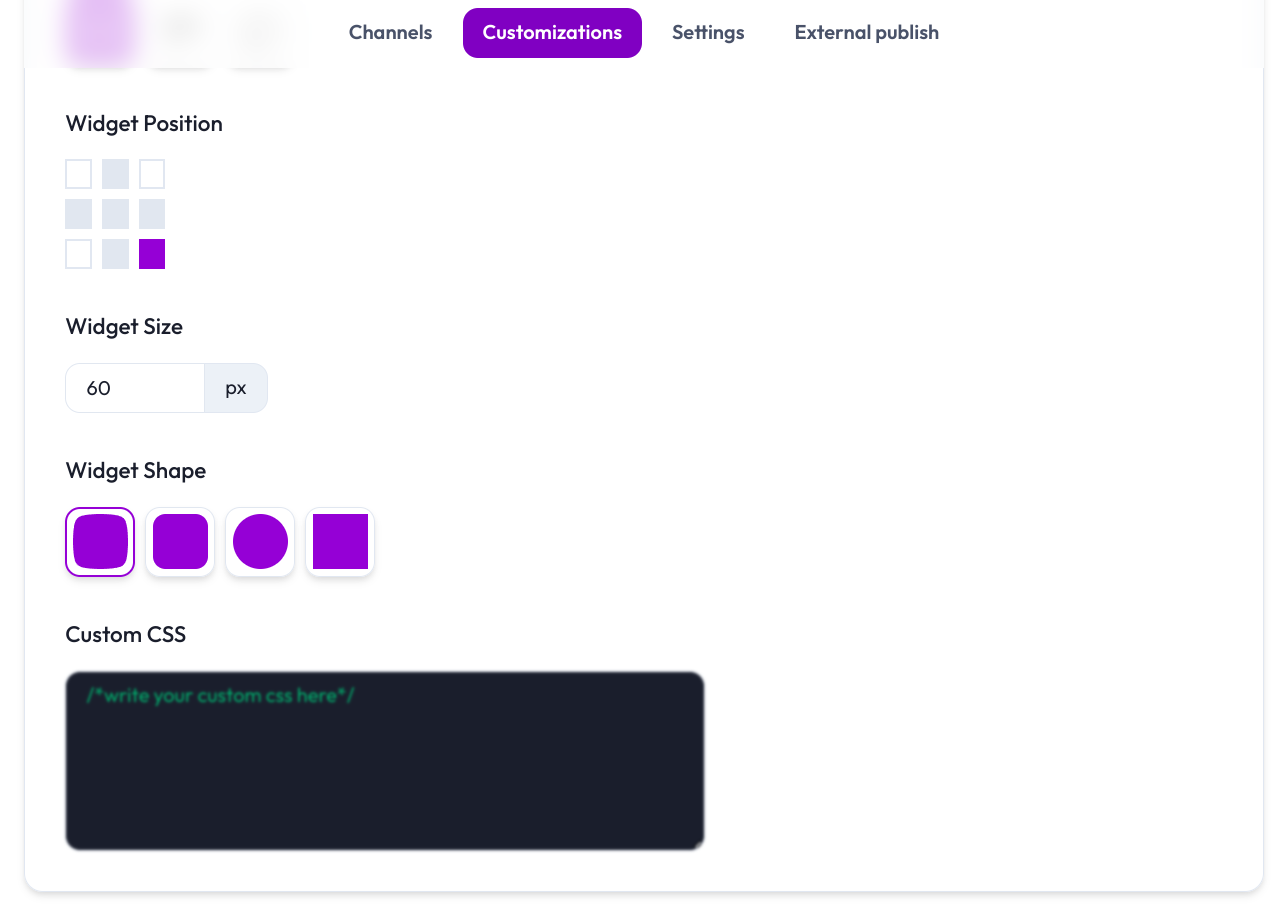 Channels Customizations Settings External publish
Widget Position
Widget Size
60 px
Widget Shape
Custom CSS
/*write your custom css here*/